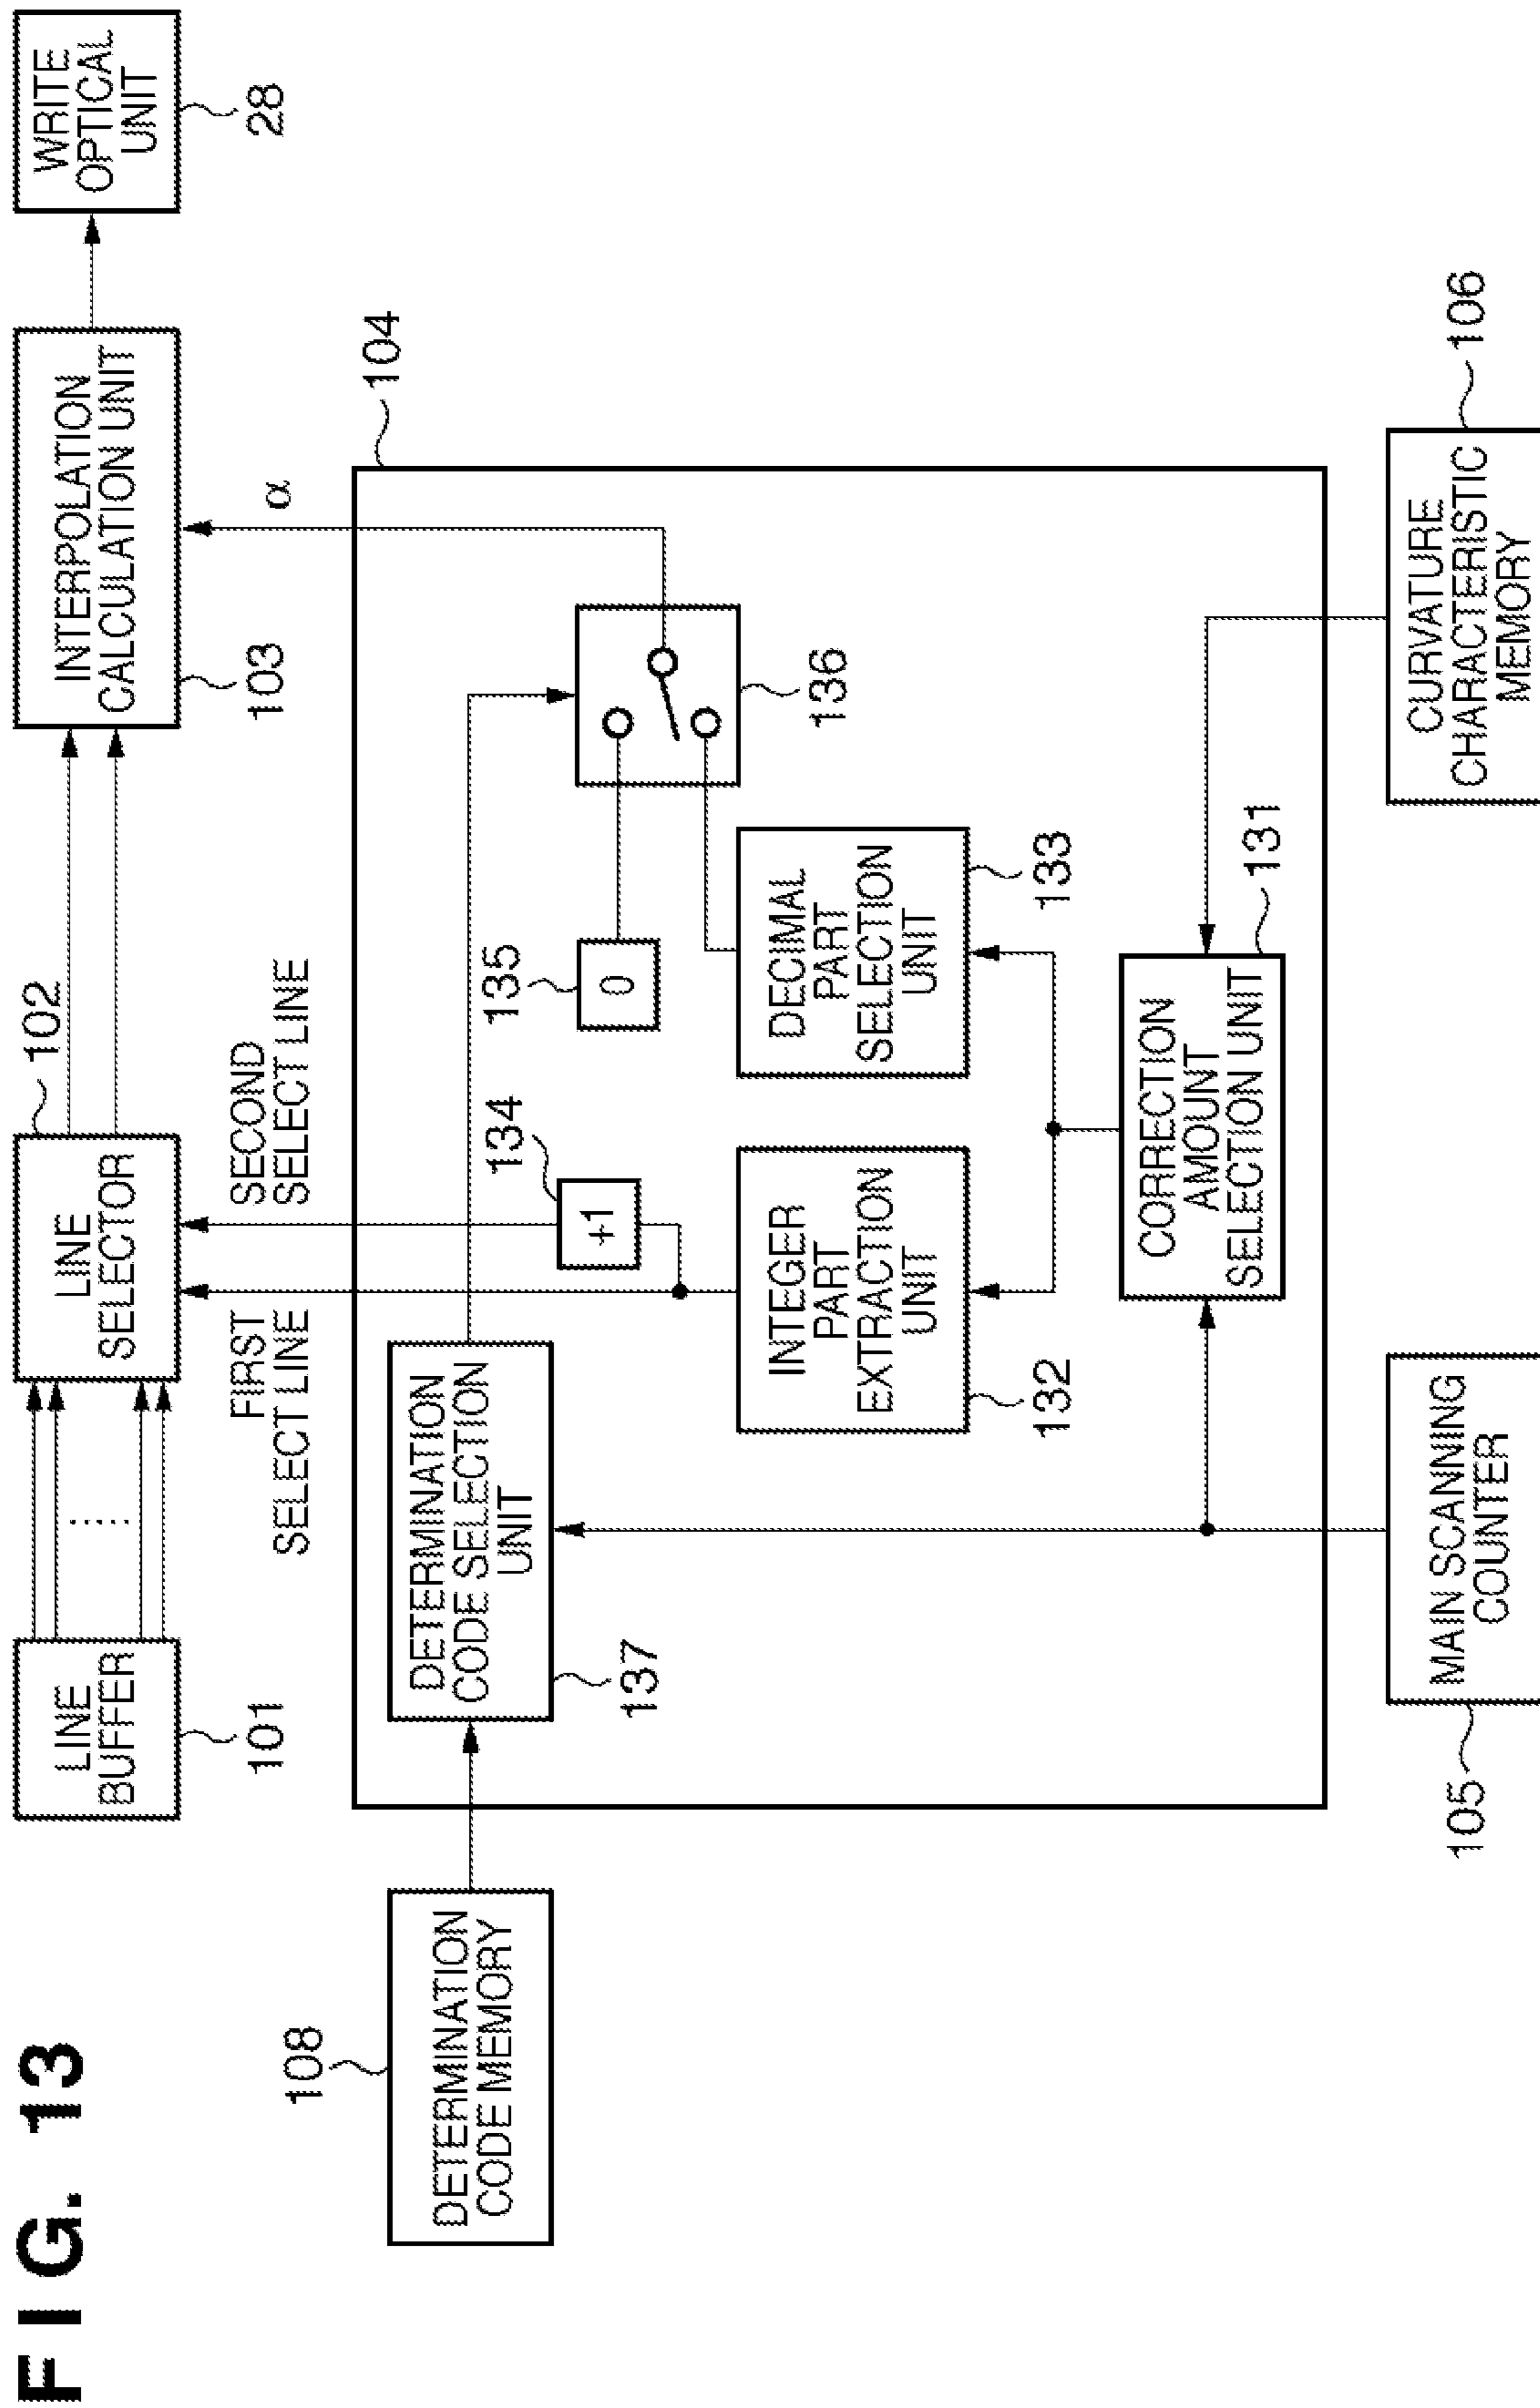 FIG. 13
LINE
BUFFER
101
LINE
SELECTOR
102
INTERPOLATION
CALCULATION UNIT
103
WRITE
OPTICAL
UNIT
28
FIRST
SELECT LINE
SECOND
SELECT LINE
α
104
108
DETERMINATION
CODE MEMORY
DETERMINATION
CODE SELECTION
UNIT
137
134
+1
135
0
136
INTEGER
PART
EXTRACTION
UNIT
132
DECIMAL
PART
SELECTION
UNIT
133
CORRECTION
AMOUNT
SELECTION UNIT
131
MAIN SCANNING
COUNTER
105
CURVATURE
CHARACTERISTIC
MEMORY
106